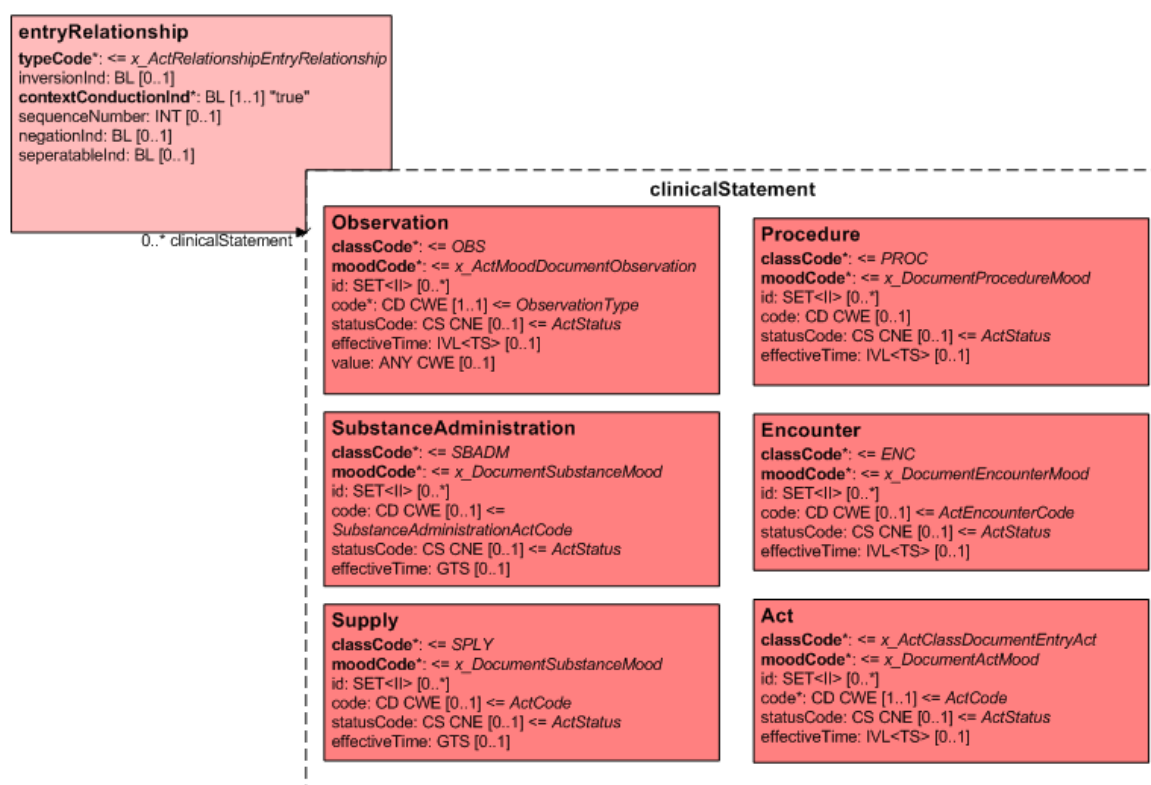 entryRelationship
typeCode*: <= x_ActRelationshipEntryRelationship
inversionInd: BL [0..1]
contextConductionInd*: BL [1..1] "true"
sequenceNumber: INT [0..1]
negationInd: BL [0..1]
seperatableInd: BL [0..1]
0..* clinicalStatement
clinicalStatement
Observation
classCode*: <= OBS
moodCode*: <= x_ActMoodDocumentObservation
id: SET<II> [0..*]
code*: CD CWE [1..1] <= ObservationType
statusCode: CS CNE [0..1] <= ActStatus
effectiveTime: IVL<TS> [0..1]
value: ANY CWE [0..1]
Procedure
classCode*: <= PROC
moodCode*: <= x_DocumentProcedureMood
id: SET<II> [0..*]
code: CD CWE [0..1]
statusCode: CS CNE [0..1] <= ActStatus
effectiveTime: IVL<TS> [0..1]
SubstanceAdministration
classCode*: <= SBADM
moodCode*: <= x_DocumentSubstanceMood
id: SET<II> [0..*]
code: CD CWE [0..1] <=
SubstanceAdministrationActCode
statusCode: CS CNE [0..1] <= ActStatus
effectiveTime: GTS [0..1]
Encounter
classCode*: <= ENC
moodCode*: <= x_DocumentEncounterMood
id: SET<II> [0..*]
code: CD CWE [0..1] <= ActEncounterCode
statusCode: CS CNE [0..1] <= ActStatus
effectiveTime: IVL<TS> [0..1]
Supply
classCode*: <= SPLY
moodCode*: <= x_DocumentSubstanceMood
id: SET<II> [0..*]
code: CD CWE [0..1] <= ActCode
statusCode: CS CNE [0..1] <= ActStatus
effectiveTime: GTS [0..1]
Act
classCode*: <= x_ActClassDocumentEntryAct
moodCode*: <= x_DocumentActMood
id: SET<II> [0..*]
code*: CD CWE [1..1] <= ActCode
statusCode: CS CNE [0..1] <= ActStatus
effectiveTime: IVL<TS> [0..1]